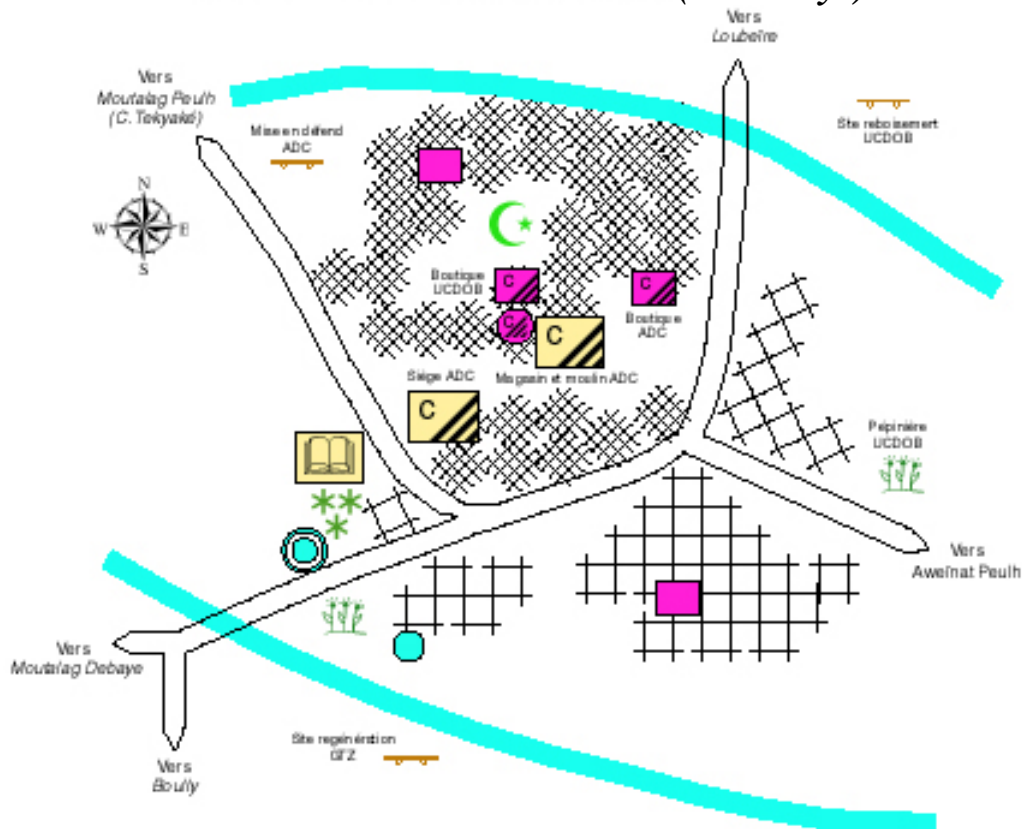 Vers
Loubeïre
Vers
Moutalag Peulh
(C. Tekyaké)
Mise en défend
ADC
Site reboisement
UCDOB
N
W E
S
Boutique
UCDOB
C
C
Boutique
ADC
C
C
Siège ADC
Magasin et moulin ADC
C
Pépinière
UCDOB
Vers
Aweïnat Peulh
Vers
Moutalag Debaye
Site regénération
GTZ
Vers
Boully